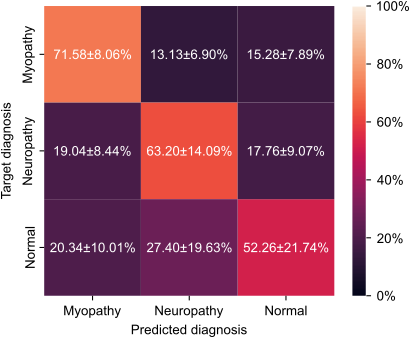 100%
Myopathy
71.58±8.06% 13.13±6.90% 15.28±7.89%
80%
Target diagnosis
Neuropathy
60%
19.04±8.44% 63.20±14.09% 17.76±9.07%
40%
Normal
20.34±10.01% 27.40±19.63% 52.26±21.74%
20%
0%
Myopathy Neuropathy Normal
Predicted diagnosis